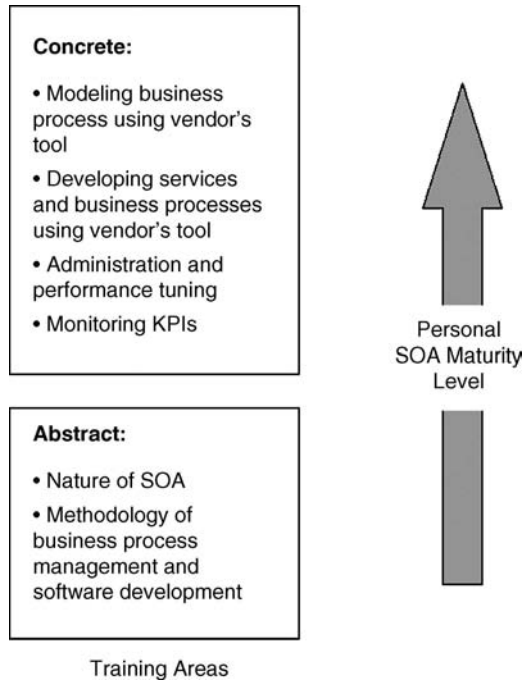 Concrete:
• Modeling business
process using vendor's
tool
• Developing services
and business processes
using vendor's tool
• Administration and
performance tuning
• Monitoring KPIs
Personal
SOA Maturity
Level
Abstract:
• Nature of SOA
• Methodology of
business process
management and
software development
Training Areas